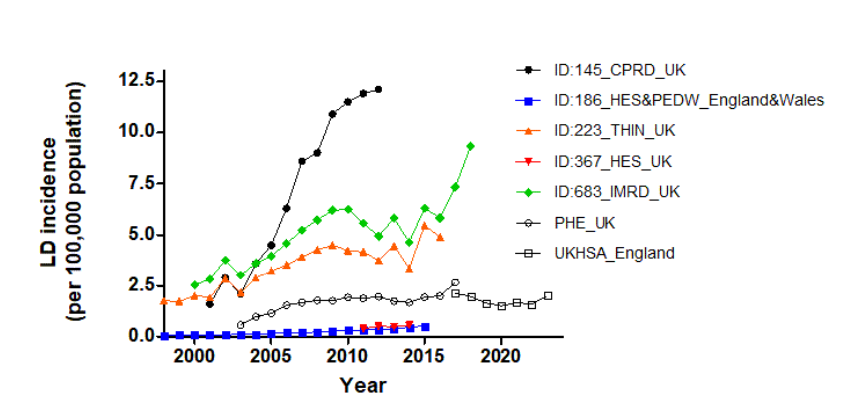 LD incidence
(per 100,000 population)
12.5
10.0
7.5
5.0
2.5
0.0
2000 2005 2010 2015 2020
Year
ID:145_CPRD_UK
ID:186_HES&PEDW_England&Wales
ID:223_THIN_UK
ID:367_HES_UK
ID:683_IMRD_UK
PHE_UK
UKHSA_England